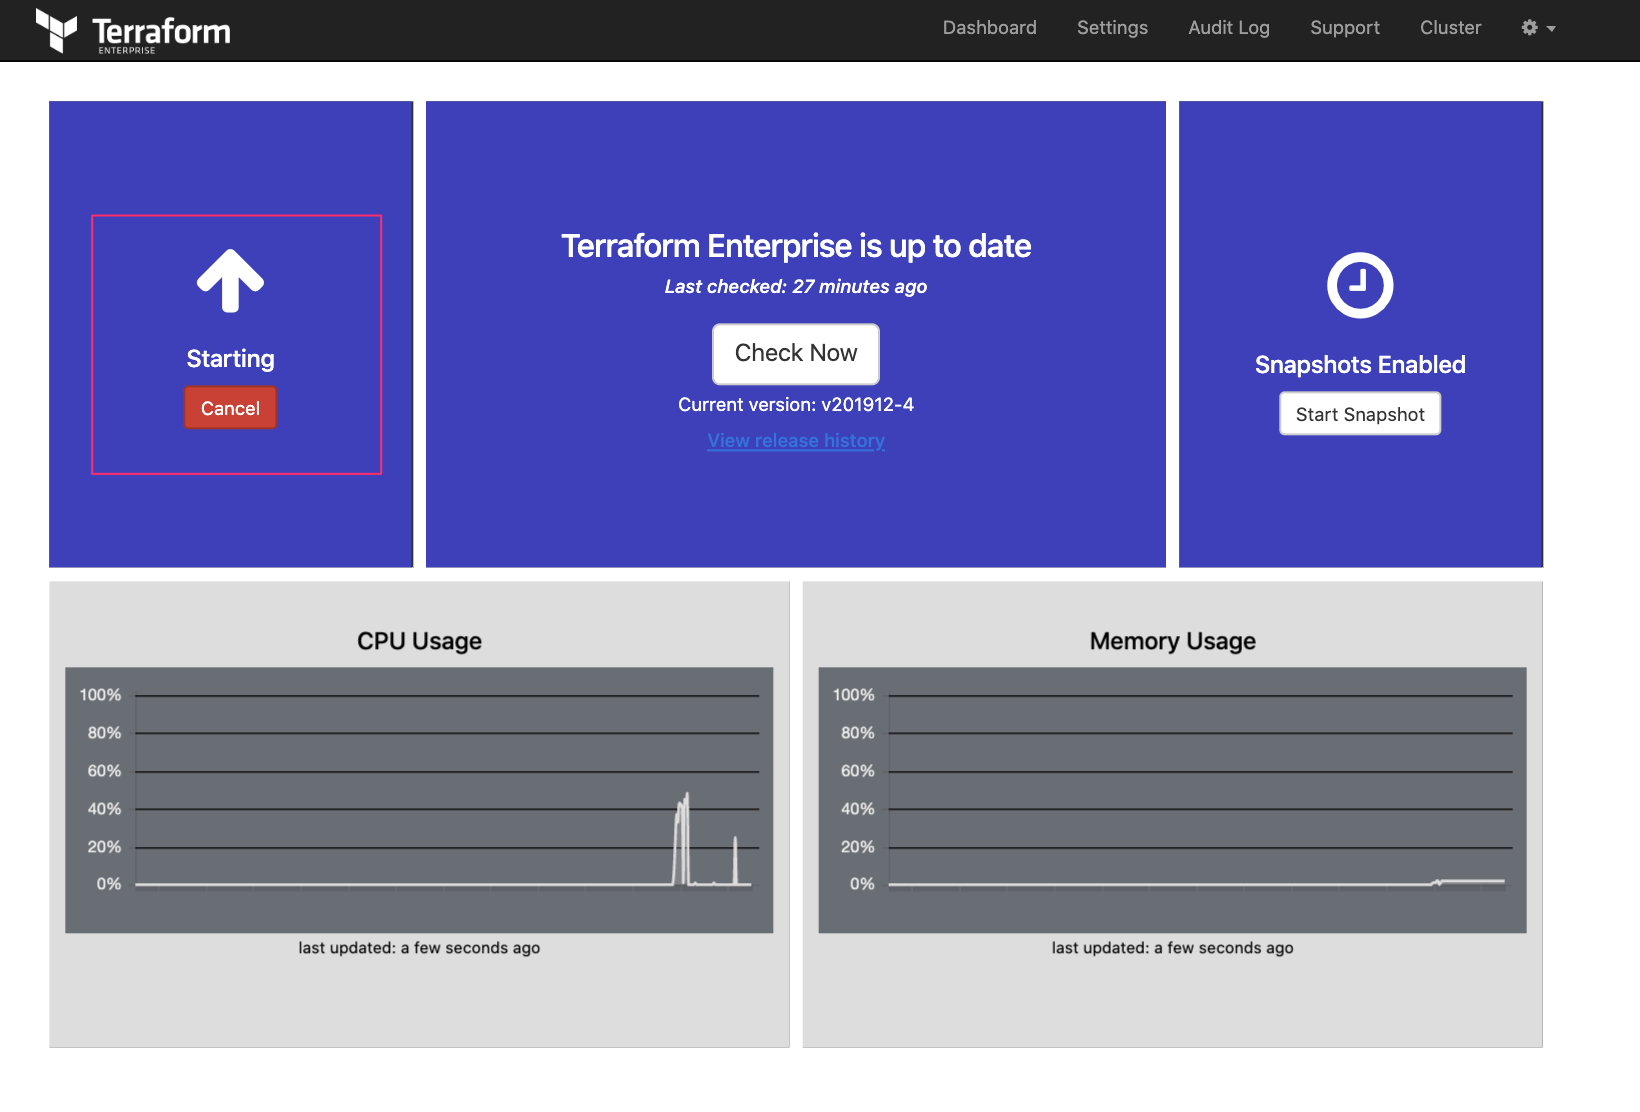 Terraform
ENTERPRISE
Dashboard Settings Audit Log Support Cluster
Starting
Cancel
Terraform Enterprise is up to date
Last checked: 27 minutes ago
Check Now
Current version: v201912-4
View release history
Snapshots Enabled
Start Snapshot
CPU Usage
100%
80%
60%
40%
20%
0%
last updated: a few seconds ago
Memory Usage
100%
80%
60%
40%
20%
0%
last updated: a few seconds ago